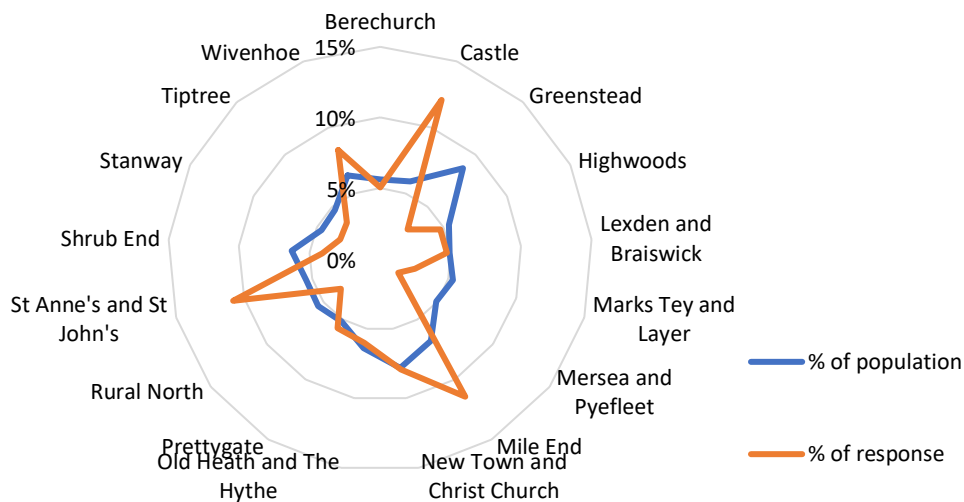 Berechurch
Castle
Greenstead
Highwoods
Lexden and
Braiswick
Marks Tey and
Layer
Mersea and
Pyefleet
Mile End
New Town and
Christ Church
Old Heath and The
Hythe
Prettygate
Rural North
St Anne's and St
John's
Shrub End
Stanway
Tiptree
Wivenhoe
15%
10%
5%
0%
% of population
% of response